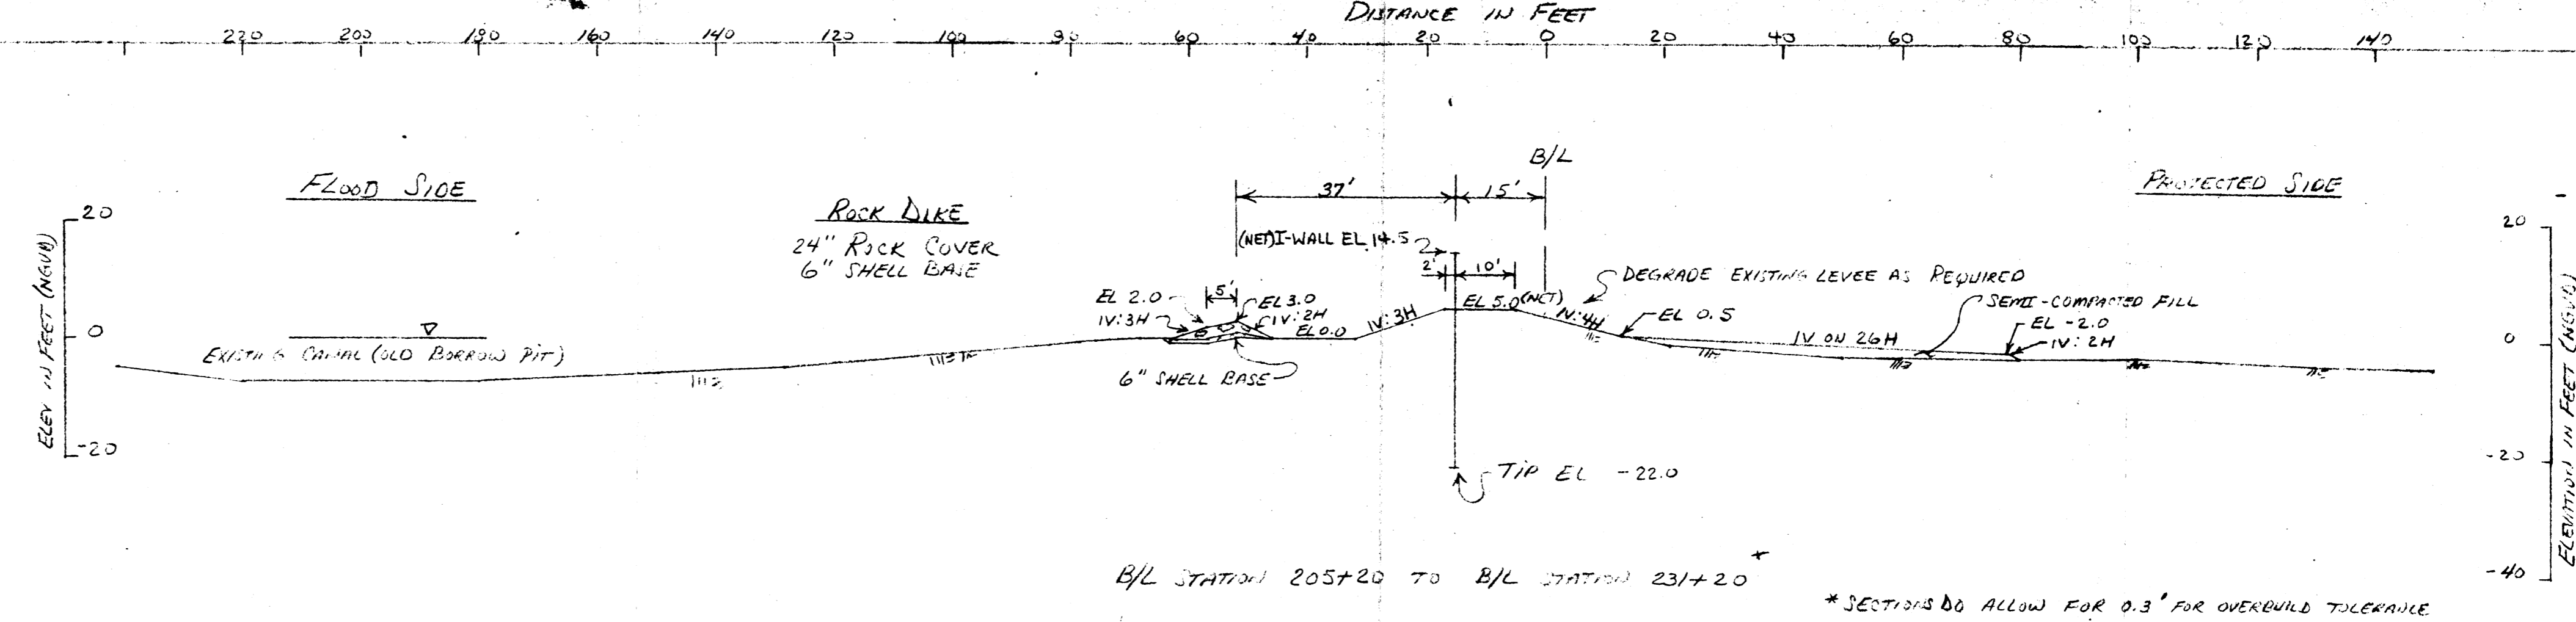 DISTANCE IN FEET
220 200 180 160 140 120 100 80 60 40 20 0 20 40 60 80 100 120 140
B/L
FLOOD SIDE
PROTECTED SIDE
37' 15'
20
20
ROCK DIKE
24" ROCK COVER
6" SHELL BASE
(NET) I-WALL EL. 14.5
2' 10'
DEGRADE EXISTING LEVEE AS REQUIRED
SEMI-COMPACTED FILL
5'
EL 2.0
EL 3.0
EL 5.0 (NET)
1V:3H
1V:2H
EL 0.0
1V:3H
1V:4H
EL 0.5
EL -2.0
1V ON 26H
1V:2H
0
0
EXISTING CANAL (OLD BORROW PIT)
6" SHELL BASE
ELEV IN FEET (NGVD)
ELEVATION IN FEET (NGVD)
-20
-20
TIP EL -22.0
-40
B/L STATION 205+20 TO B/L STATION 231+20*
* SECTIONS DO ALLOW FOR 0.3' FOR OVERBUILD TOLERANCE